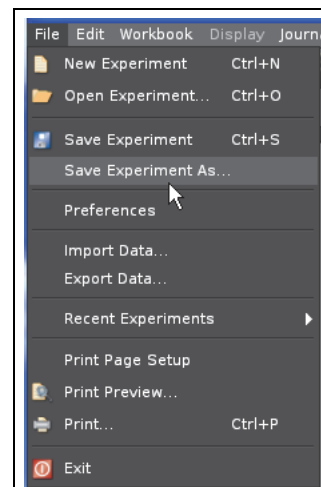 File Edit Workbook Display Journ
New Experiment Ctrl+N
Open Experiment... Ctrl+O
Save Experiment Ctrl+S
Save Experiment As...
Preferences
Import Data...
Export Data...
Recent Experiments
Print Page Setup
Print Preview...
Print... Ctrl+P
Exit